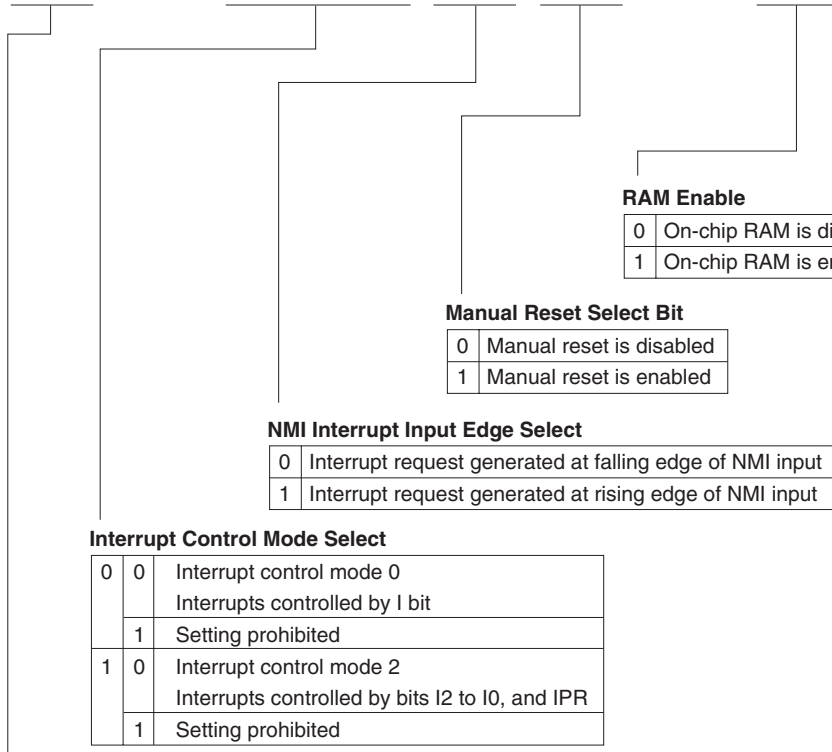 RAM Enable
0 On-chip RAM is
1 On-chip RAM is
Manual Reset Select Bit
0 Manual reset is disabled
1 Manual reset is enabled
NMI Interrupt Input Edge Select
0 Interrupt request generated at falling edge of NMI input
1 Interrupt request generated at rising edge of NMI input
Interrupt Control Mode Select
0 0 Interrupt control mode 0
Interrupts controlled by I bit
1 Setting prohibited
1 0 Interrupt control mode 2
Interrupts controlled by bits I2 to I0, and IPR
1 Setting prohibited